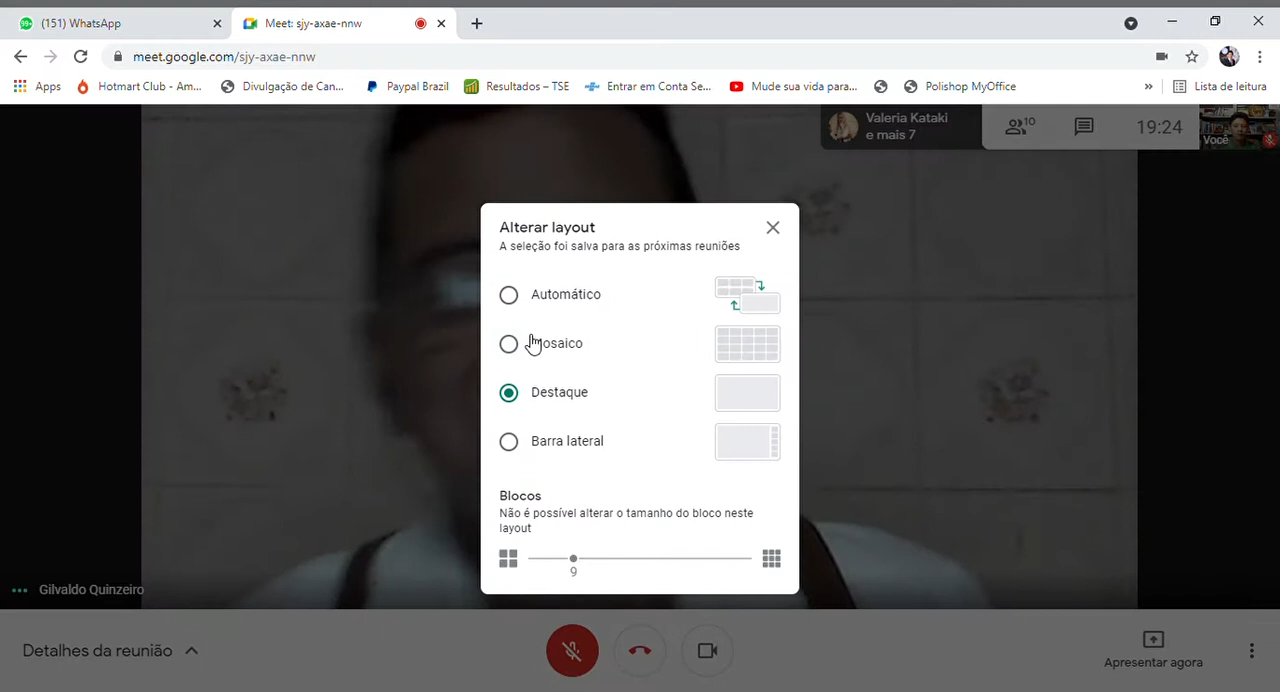 99+ (151) WhatsApp
Meet: sjy-axae-nnw
meet.google.com/sjy-axae-nnw
Apps Hotmart Club - Am... Divulgação de Can... Paypal Brazil Resultados – TSE Entrar em Conta Se... Mude sua vida para... Polishop MyOffice » Lista de leitura
Valeria Kataki
e mais 7
10
19:24
Você
Alterar layout
A seleção foi salva para as próximas reuniões
Automático
osaico
Destaque
Barra lateral
Blocos
Não é possível alterar o tamanho do bloco neste
layout
9
Gilvaldo Quinzeiro
Detalhes da reunião
Apresentar agora